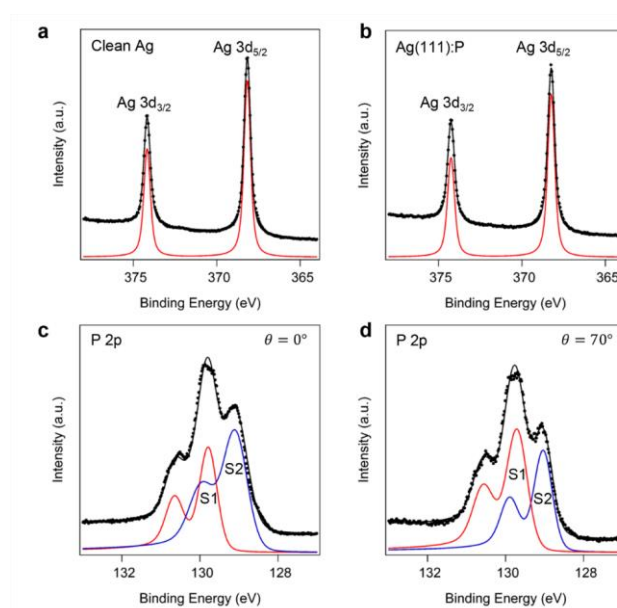 a
Clean Ag
Ag 3d5/2
Ag 3d3/2
Intensity (a.u.)
375
370
365
Binding Energy (eV)
b
Ag(111):P
Ag 3d5/2
Ag 3d3/2
Intensity (a.u.)
375
370
365
Binding Energy (eV)
c
P 2p
θ = 0°
S1
S2
Intensity (a.u.)
132
130
128
Binding Energy (eV)
d
P 2p
θ = 70°
S1
S2
Intensity (a.u.)
132
130
128
Binding Energy (eV)